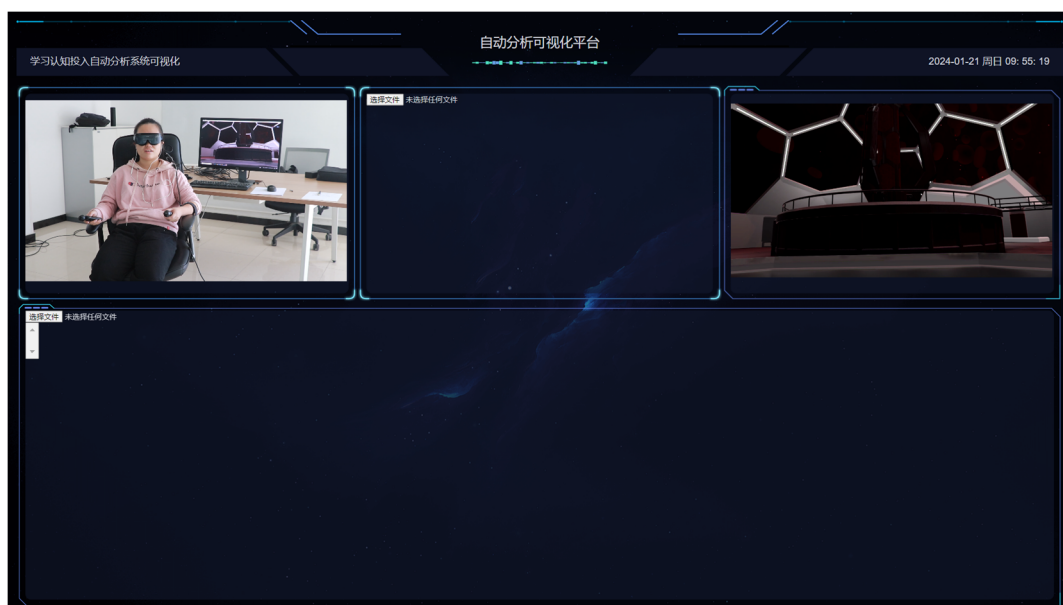 自动分析可视化平台
学习认知投入自动分析系统可视化
2024-01-21 周日 09: 55: 19
选择文件 未选择任何文件
选择文件 未选择任何文件